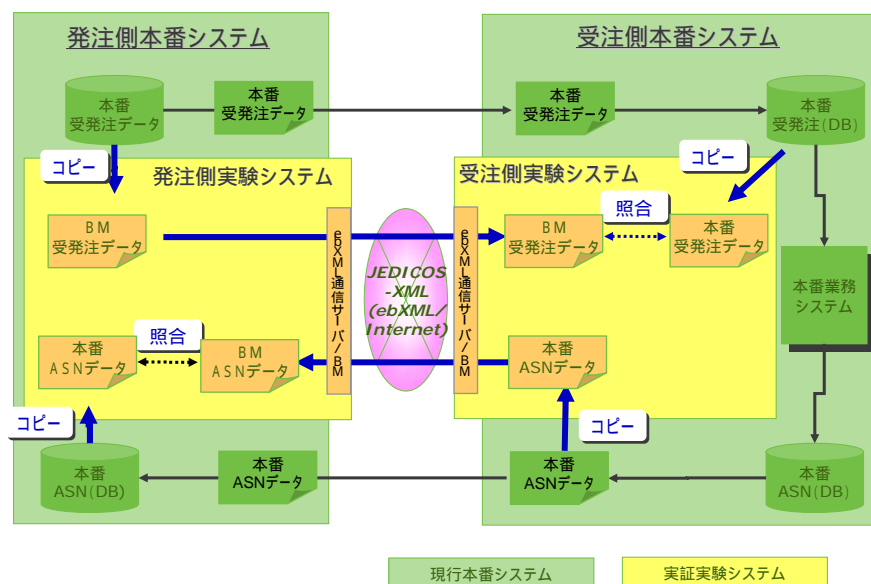 発注側本番システム
受注側本番システム
本番
受発注データ
本番
受発注データ
本番
受発注データ
本番
受発注(DB)
コピー
コピー
発注側実験システム
受注側実験システム
BM
受発注データ
ebXML通信サーバ/BM
JEDICOS
-XML
(ebXML/
Internet)
ebXML通信サーバ/BM
BM
受発注データ
照合
本番
受発注データ
本番業務
システム
本番
ASNデータ
照合
BM
ASNデータ
本番
ASNデータ
コピー
コピー
本番
ASN(DB)
本番
ASNデータ
本番
ASNデータ
本番
ASN(DB)
現行本番システム
実証実験システム